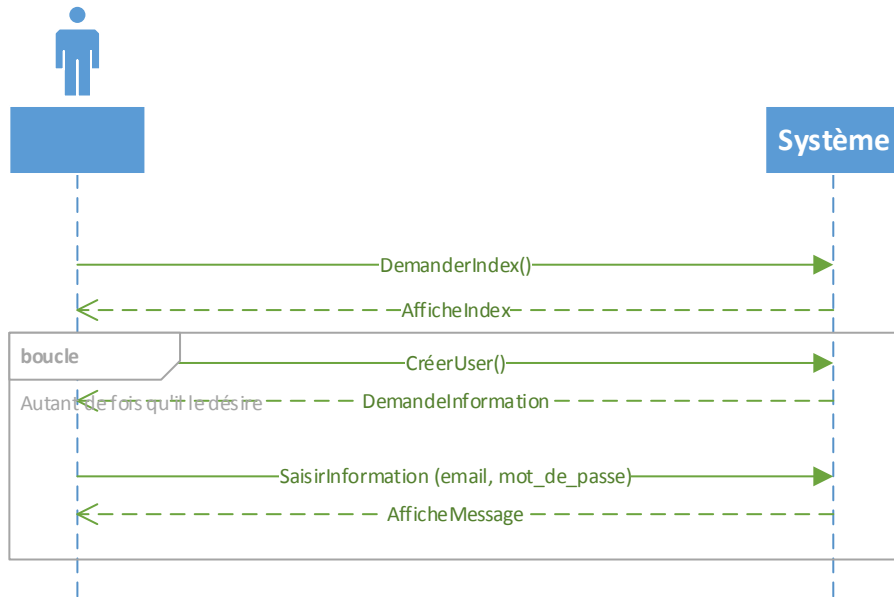 Système
DemanderIndex()
AfficheIndex
boucle
CréerUser()
Autant de fois qu'il le désire
DemandeInformation
SaisirInformation (email, mot_de_passe)
AfficheMessage